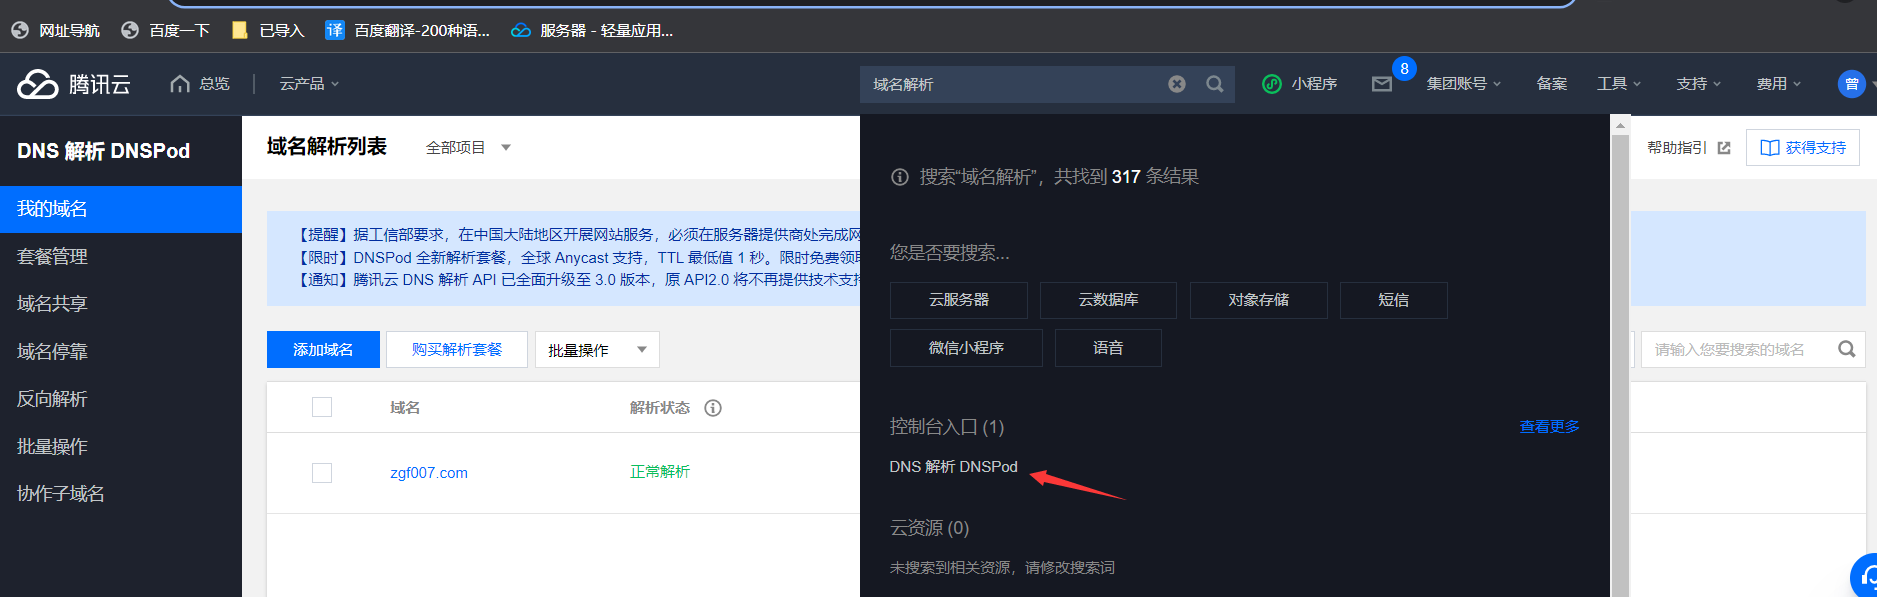 网址导航 百度一下 已导入 译 百度翻译-200种语... 服务器 - 轻量应用...
腾讯云 总览 云产品 域名解析 小程序 8 集团账号 备案 工具 支持 费用 曾
DNS 解析 DNSPod
我的域名
套餐管理
域名共享
域名停靠
反向解析
批量操作
协作子域名
域名解析列表 全部项目
帮助指引 获得支持
【提醒】据工信部要求，在中国大陆地区开展网站服务，必须在服务器提供商处完成网
【限时】DNSPod 全新解析套餐，全球 Anycast 支持，TTL 最低值 1 秒。限时免费领
【通知】腾讯云 DNS 解析 API 已全面升级至 3.0 版本，原 API2.0 将不再提供技术支持
添加域名 购买解析套餐 批量操作 请输入您要搜索的域名
域名 解析状态
zgf007.com 正常解析
搜索“域名解析”，共找到 317 条结果
您是否要搜索...
云服务器 云数据库 对象存储 短信
微信小程序 语音
控制台入口 (1) 查看更多
DNS 解析 DNSPod
云资源 (0)
未搜索到相关资源，请修改搜索词